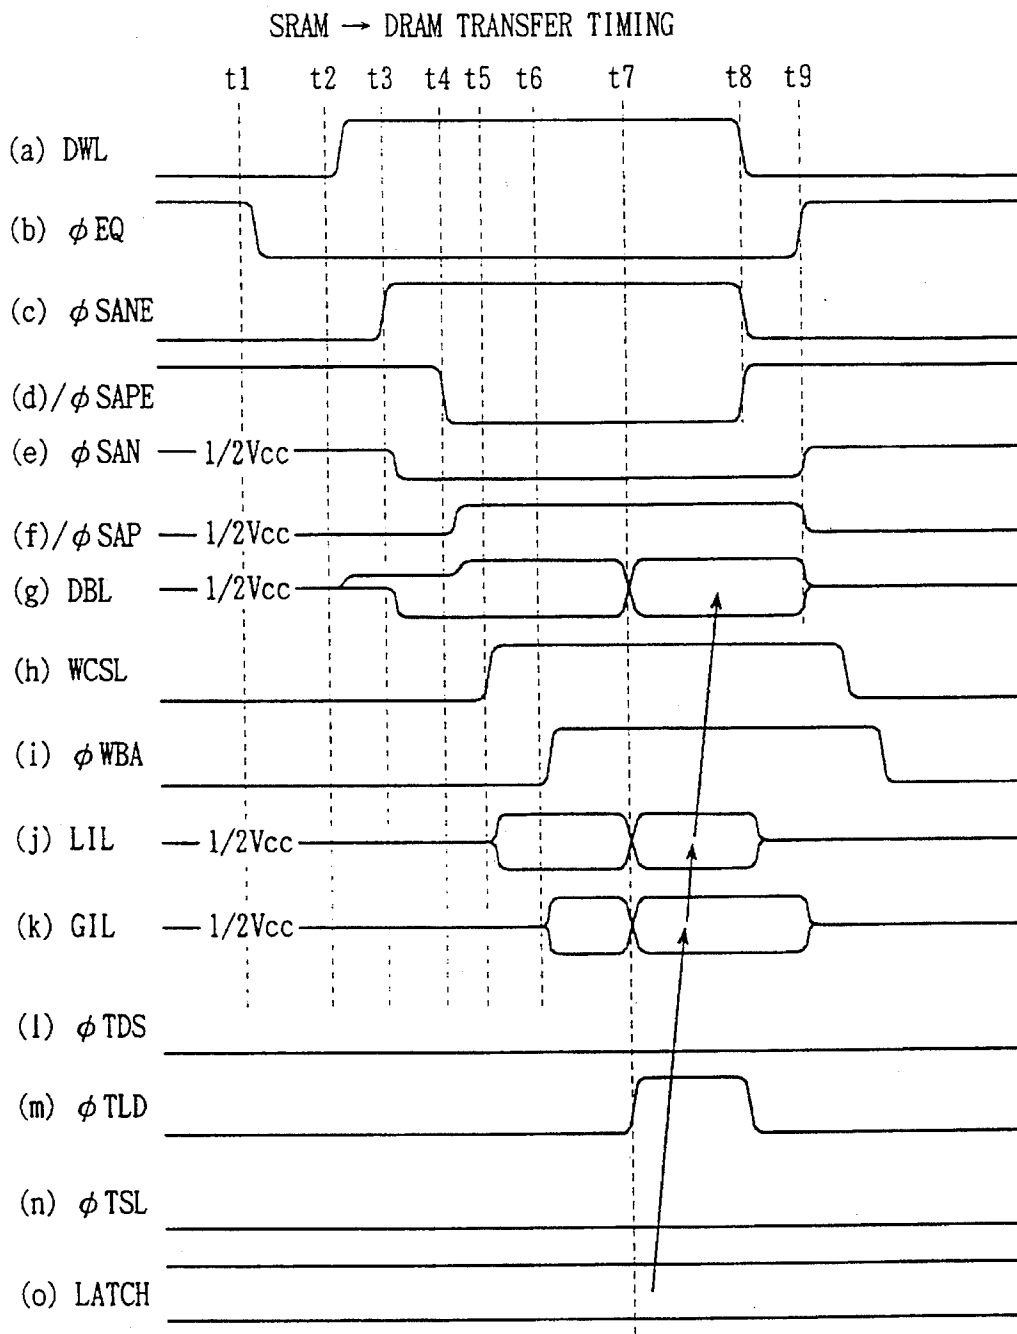 SRAM → DRAM TRANSFER TIMING
t1 t2 t3 t4 t5 t6 t7 t8 t9
(a) DWL
(b) φEQ
(c) φSANE
(d)/φSAPE
(e) φSAN 1/2Vcc
(f)/φSAP 1/2Vcc
(g) DBL 1/2Vcc
(h) WCSL
(i) φWBA
(j) LIL 1/2Vcc
(k) GIL 1/2Vcc
(l) φTDS
(m) φTLD
(n) φTSL
(o) LATCH